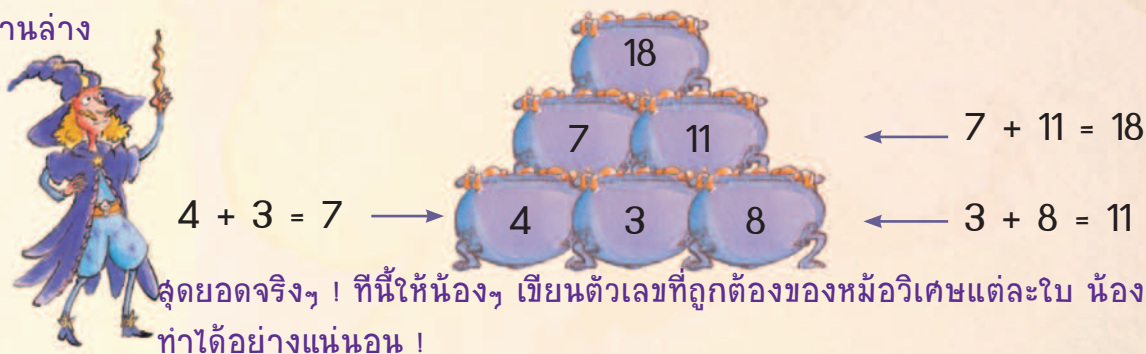 านล่าง
18
7 11
7 + 11 = 18
4 + 3 = 7
4 3 8
3 + 8 = 11
สุดยอดจริงๆ ! ทีนี้ให้น้องๆ เขียนตัวเลขที่ถูกต้องของหม้อวิเศษแต่ละใบ น้อง
ทำได้อย่างแน่นอน !